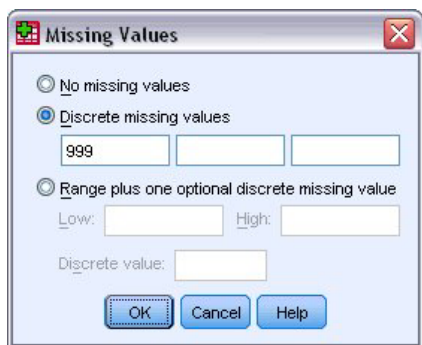 Missing Values
No missing values
Discrete missing values
999
Range plus one optional discrete missing value
Low: High:
Discrete value:
OK Cancel Help